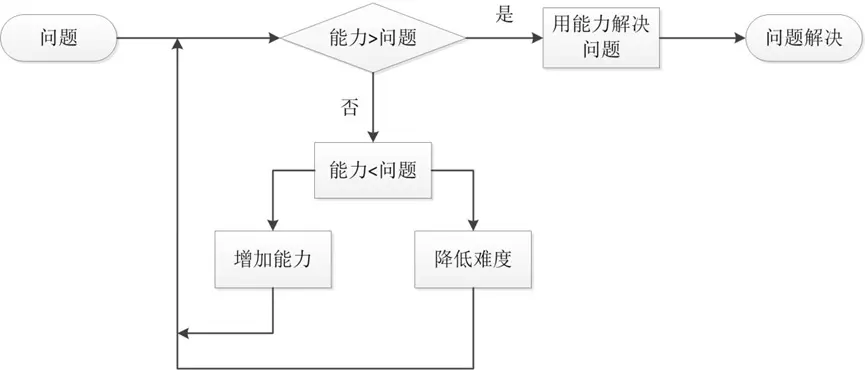 问题
能力>问题
是
用能力解决
问题
问题解决
否
能力<问题
增加能力
降低难度